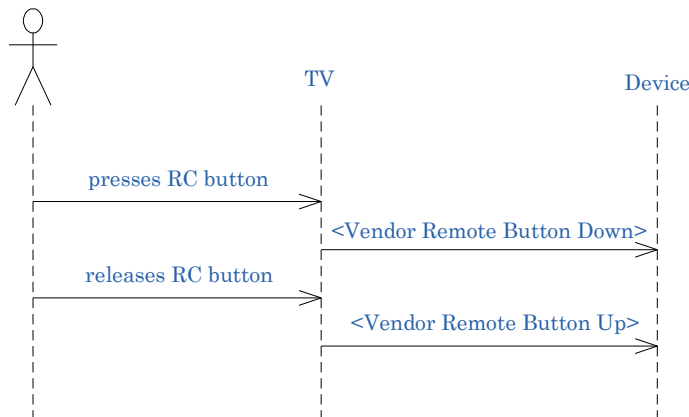 TV
Device
presses RC button
<Vendor Remote Button Down>
releases RC button
<Vendor Remote Button Up>